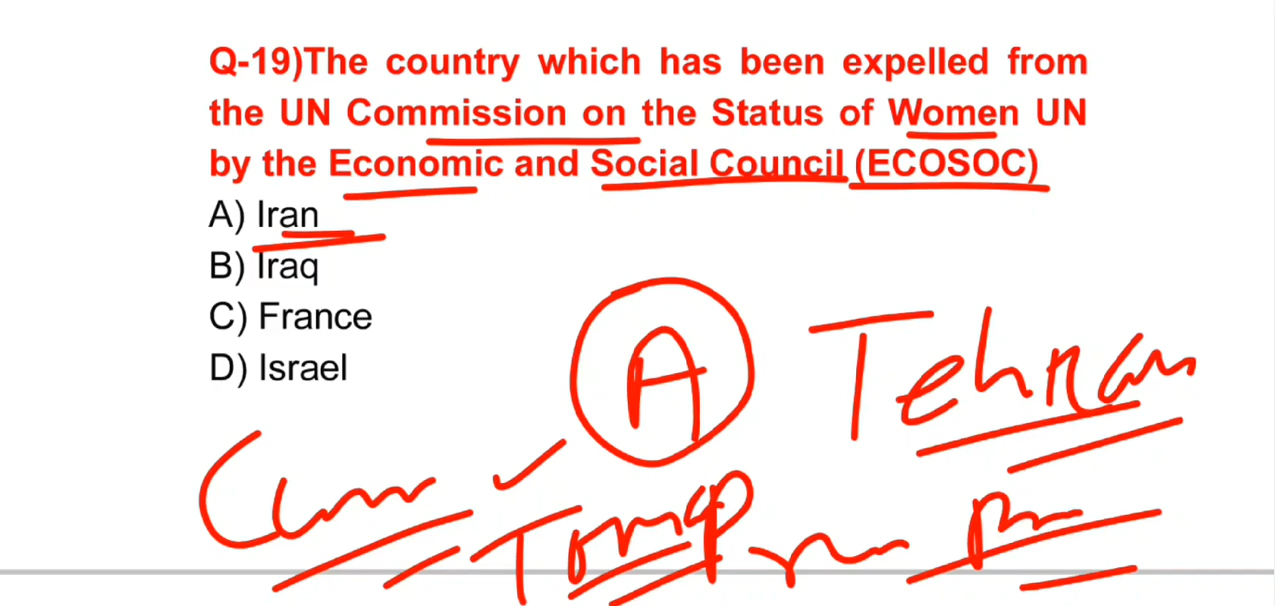 Q-19)The country which has been expelled from
the UN Commission on the Status of Women UN
by the Economic and Social Council (ECOSOC)
A) Iran
B) Iraq
C) France
D) Israel
A
Tehran